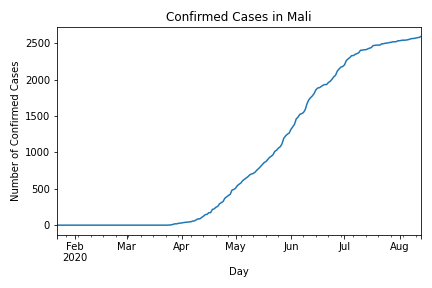 Confirmed Cases in Mali
Number of Confirmed Cases
2500
2000
1500
1000
500
0
Feb Mar Apr May Jun Jul Aug
2020
Day